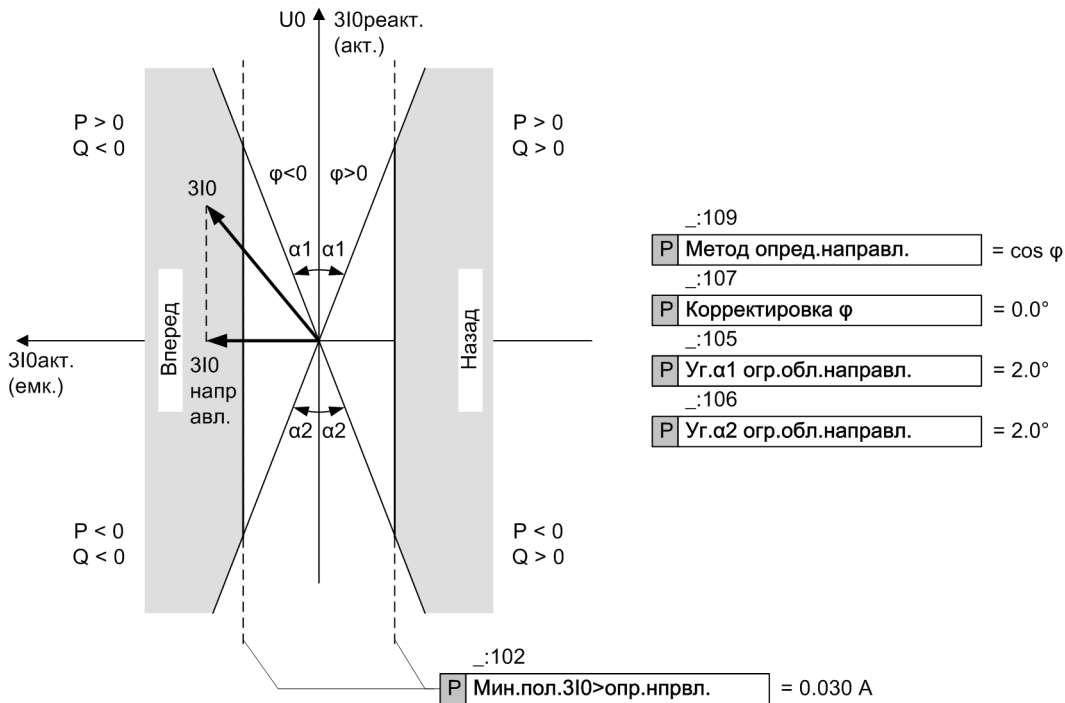 U0
3I0реакт.
(акт.)
P > 0
Q < 0
P > 0
Q > 0
φ<0
φ>0
3I0
α1
α1
Вперед
Назад
3I0акт.
(емк.)
3I0
напр
авл.
α2
α2
P < 0
Q < 0
P < 0
Q > 0
_:109
P Метод опред.направл. = cos φ
_:107
P Корректировка φ = 0.0°
_:105
P Уг.α1 огр.обл.направл. = 2.0°
_:106
P Уг.α2 огр.обл.направл. = 2.0°
_:102
P Мин.пол.3I0>опр.нпрвл. = 0.030 A